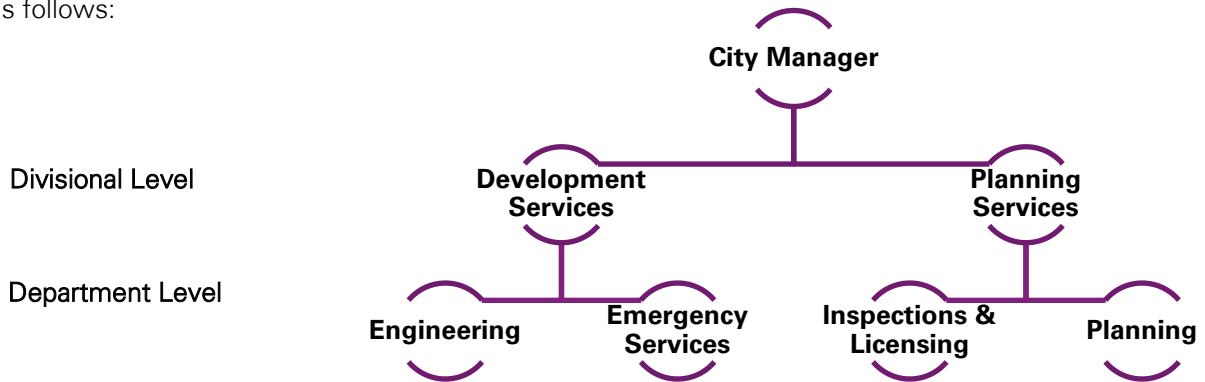 s follows:
City Manager
Divisional Level
Development
Services
Planning
Services
Department Level
Engineering
Emergency
Services
Inspections &
Licensing
Planning